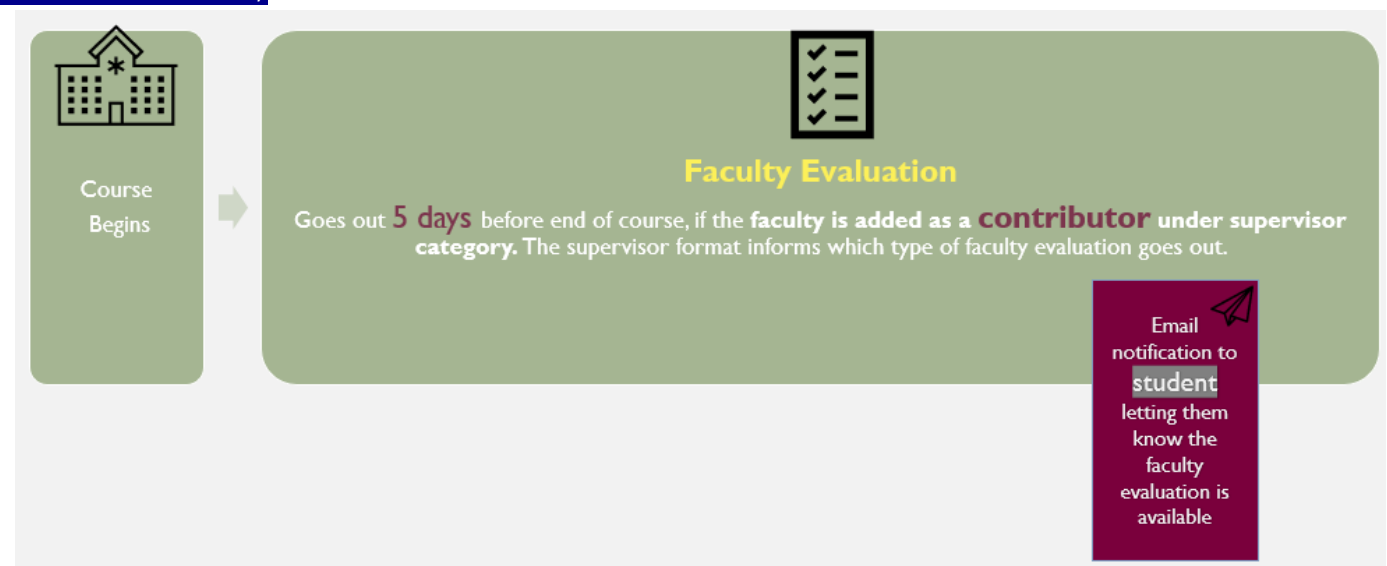 Course
Begins
Faculty Evaluation
Goes out 5 days before end of course, if the faculty is added as a contributor under supervisor
category. The supervisor format informs which type of faculty evaluation goes out.
Email
notification to
student
letting them
know the
faculty
evaluation is
available